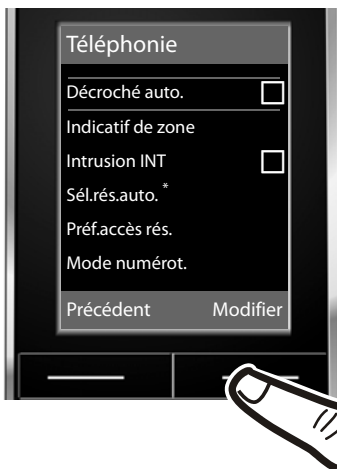 Téléphonie
Décroché auto.
Indicatif de zone
Intrusion INT
Sél.rés.auto. *
Préf.accès rés.
Mode numérot.
Précédent Modifier